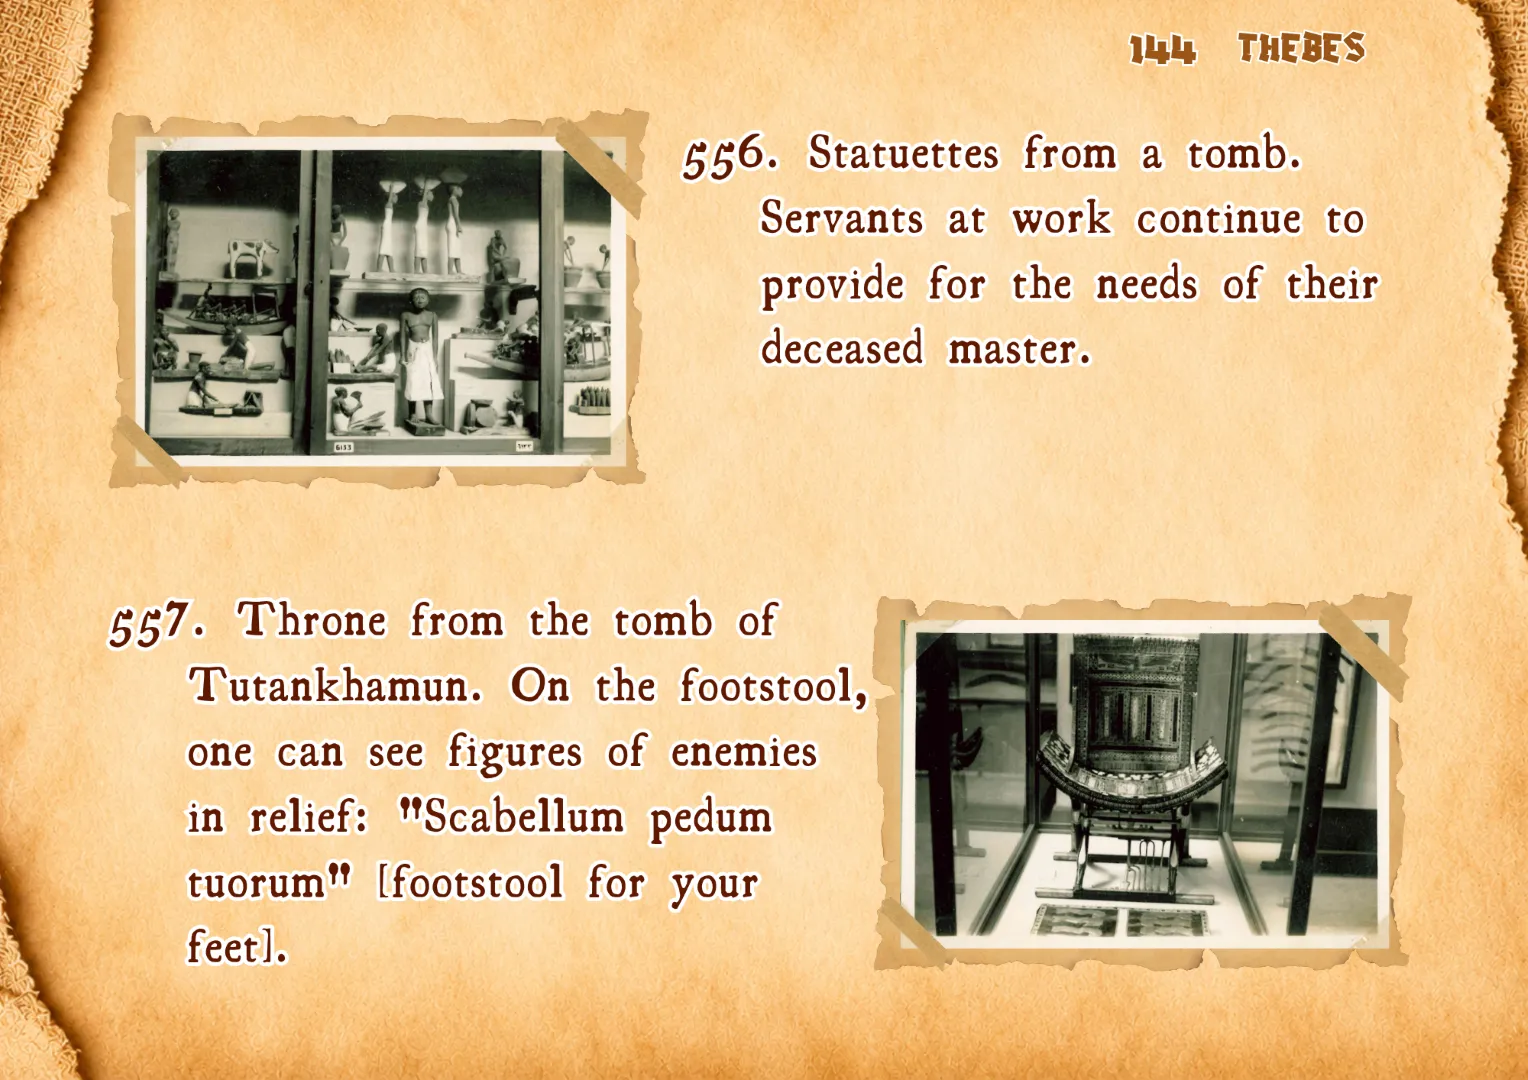 144 THEBES
556. Statuettes from a tomb.
Servants at work continue to
provide for the needs of their
deceased master.
6133
557. Throne from the tomb of
Tutankhamun. On the footstool,
one can see figures of enemies
in relief: "Scabellum pedum
tuorum" [footstool for your
feet].